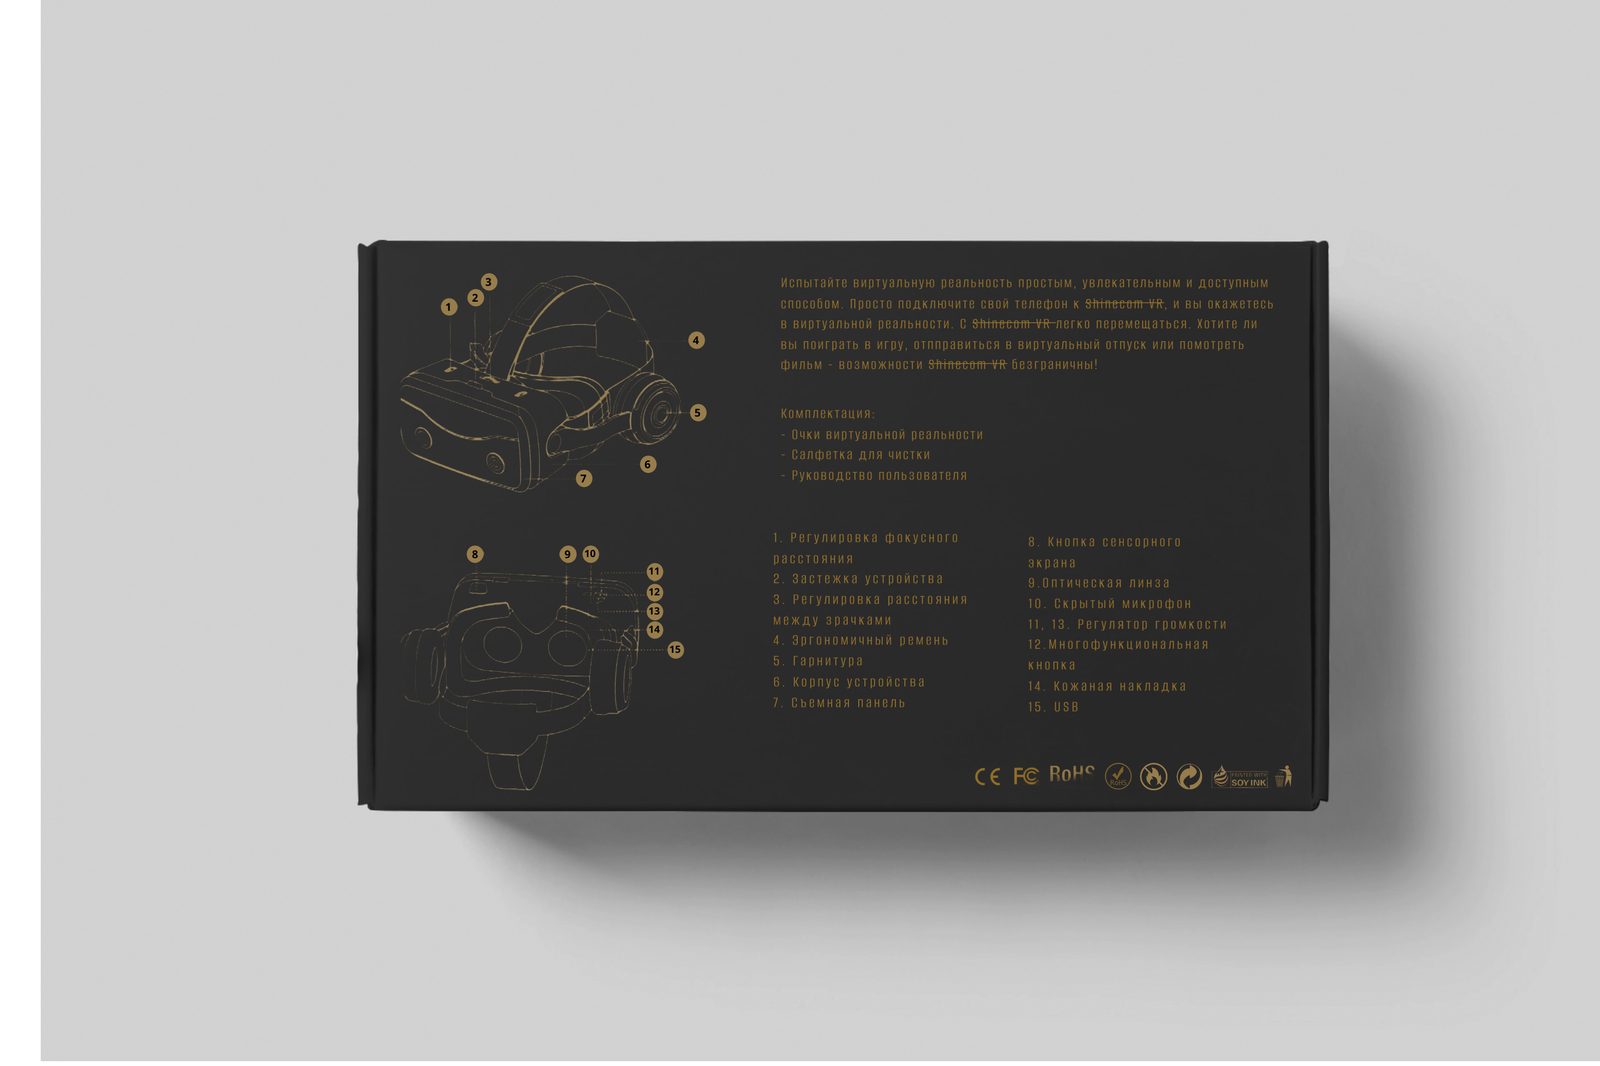 3
2
1
4
5
6
7
Испытайте виртуальную реальность простым, увлекательным и доступным
способом. Просто подключите свой телефон к Shinecom VR, и вы окажетесь
в виртуальной реальности. С Shinecom VR легко перемещаться. Хотите ли
вы поиграть в игру, отпправиться в виртуальный отпуск или помотреть
фильм - возможности Shinecom VR безграничны!
Комплектация:
- Очки виртуальной реальности
- Салфетка для чистки
- Руководство пользователя
8
9
10
11
12
13
14
15
1. Регулировка фокусного
расстояния
2. Застежка устройства
3. Регулировка расстояния
между зрачками
4. Эргономичный ремень
5. Гарнитура
6. Корпус устройства
7. Съемная панель
8. Кнопка сенсорного
экрана
9.Оптическая линза
10. Скрытый микрофон
11, 13. Регулятор громкости
12.Многофункциональная
кнопка
14. Кожаная накладка
15. USB
CE FC RoHS RoHS
PRINTED WITH
SOY INK